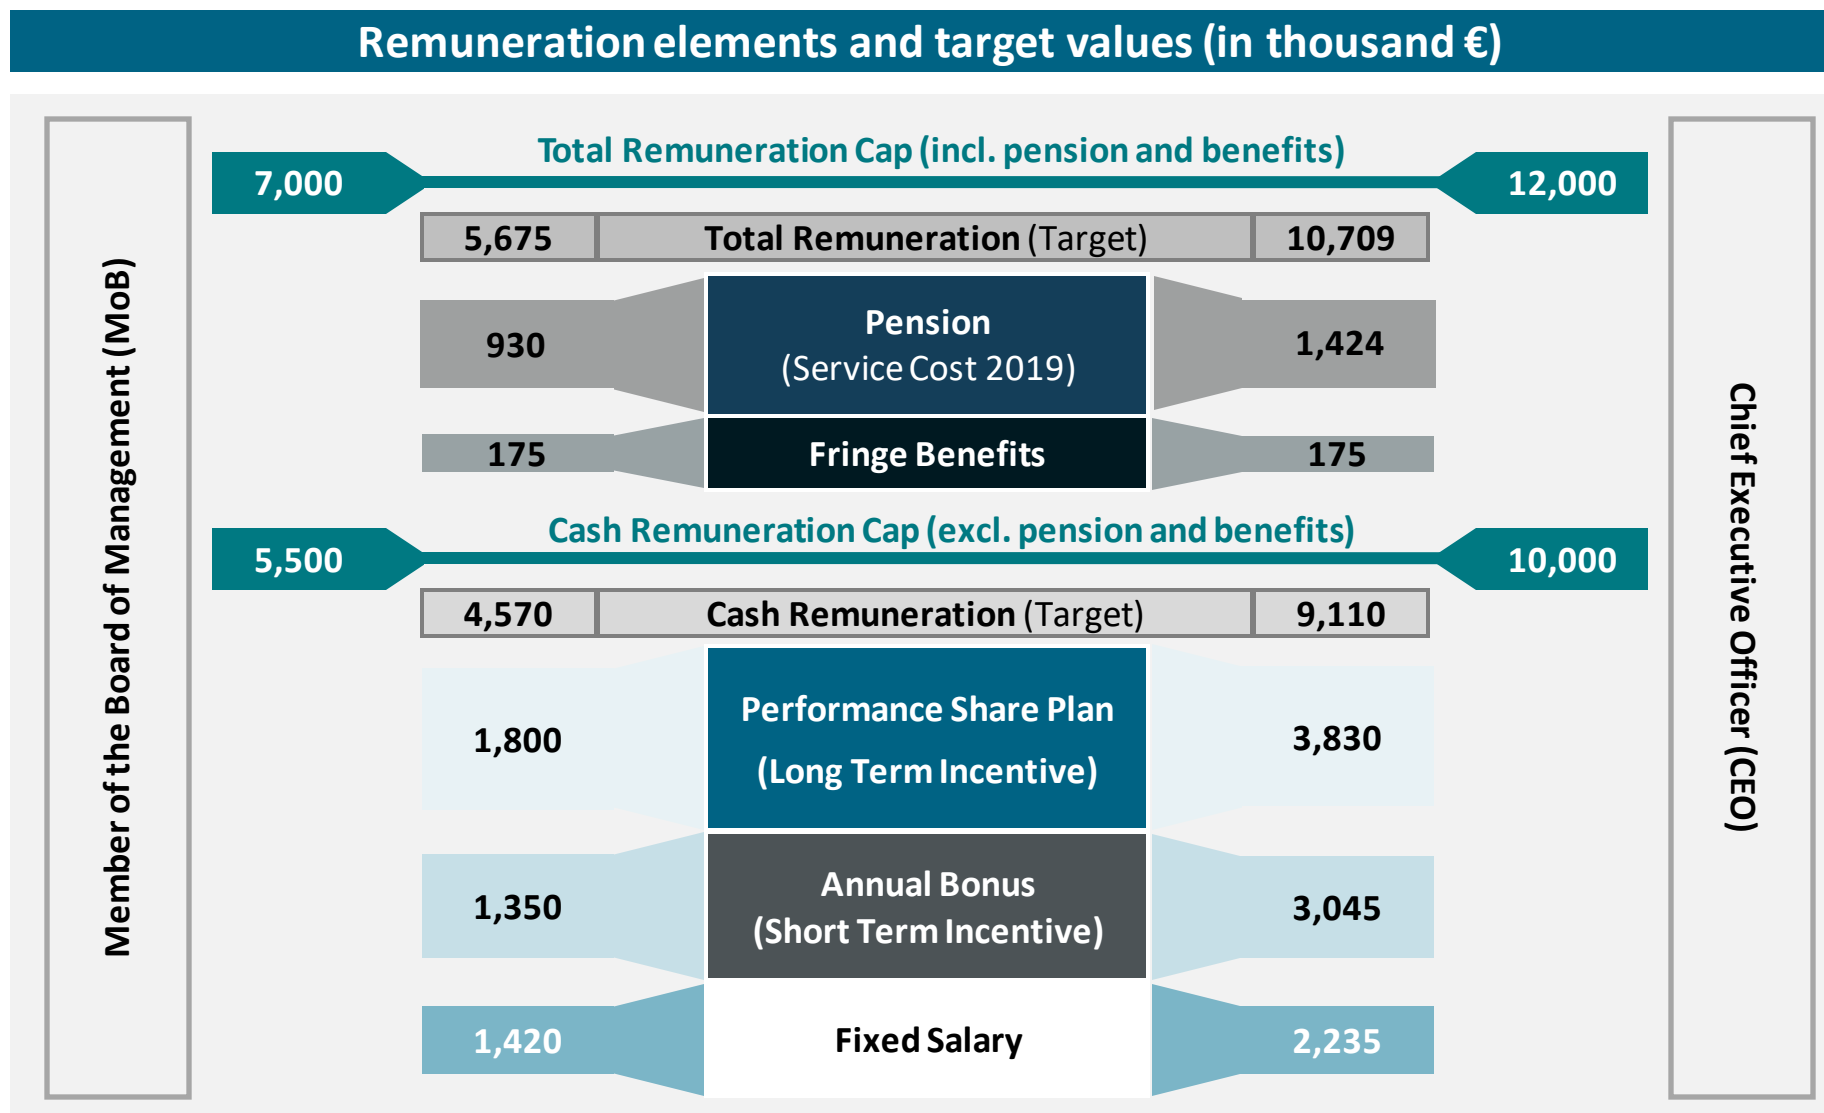 Remuneration elements and target values (in thousand €)
Member of the Board of Management (MoB)
Total Remuneration Cap (incl. pension and benefits)
7,000
12,000
5,675 Total Remuneration (Target) 10,709
Pension
(Service Cost 2019)
930
1,424
175 Fringe Benefits 175
Cash Remuneration Cap (excl. pension and benefits)
5,500
10,000
4,570 Cash Remuneration (Target) 9,110
Performance Share Plan
(Long Term Incentive)
1,800
3,830
Annual Bonus
(Short Term Incentive)
1,350
3,045
1,420 Fixed Salary 2,235
Chief Executive Officer (CEO)